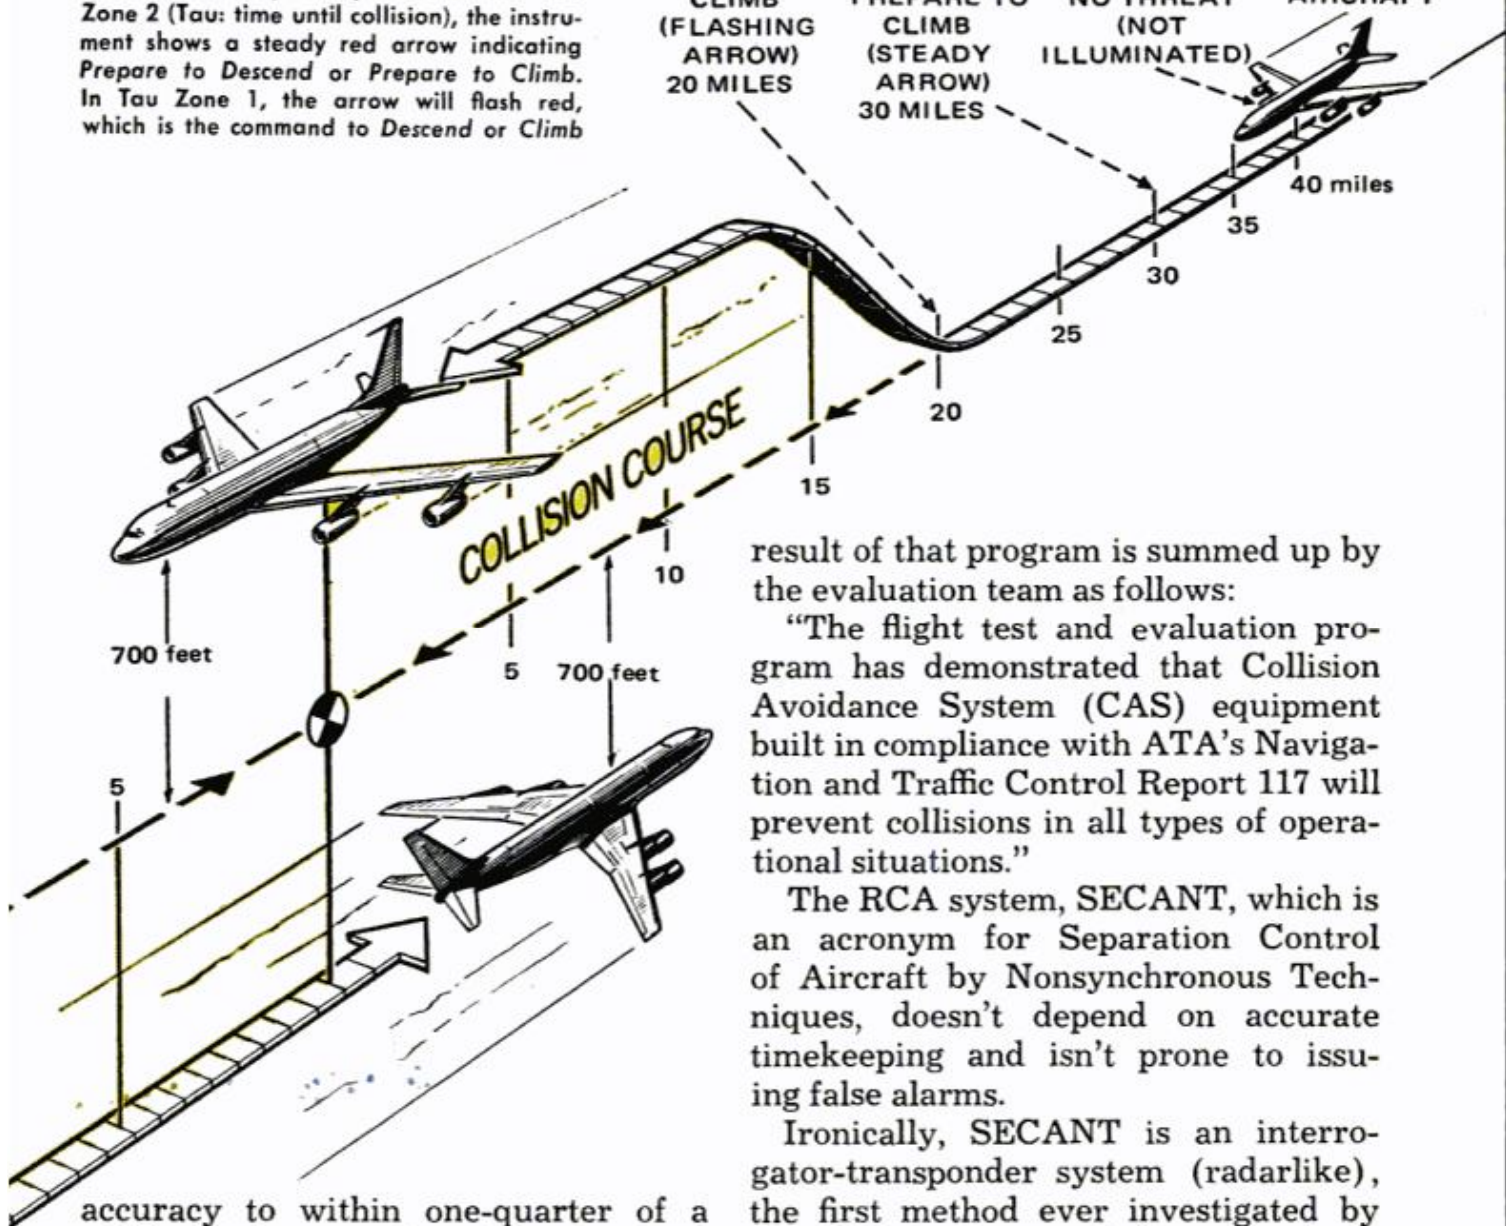 Zone 2 (Tau: time until collision), the instru-
ment shows a steady red arrow indicating
Prepare to Descend or Prepare to Climb.
In Tau Zone 1, the arrow will flash red,
which is the command to Descend or Climb
CLIMB
(FLASHING
ARROW)
20 MILES
PREPARE TO
CLIMB
(STEADY
ARROW)
30 MILES
NO THREAT
(NOT
ILLUMINATED)
AIRCRAFT
40 miles
35
30
25
20
15
10
5
COLLISION COURSE
700 feet
700 feet
5
result of that program is summed up by
the evaluation team as follows:
“The flight test and evaluation pro-
gram has demonstrated that Collision
Avoidance System (CAS) equipment
built in compliance with ATA’s Naviga-
tion and Traffic Control Report 117 will
prevent collisions in all types of opera-
tional situations.”
The RCA system, SECANT, which is
an acronym for Separation Control
of Aircraft by Nonsynchronous Tech-
niques, doesn’t depend on accurate
timekeeping and isn’t prone to issu-
ing false alarms.
Ironically, SECANT is an interro-
gator-transponder system (radarlike),
the first method ever investigated by
accuracy to within one-quarter of a